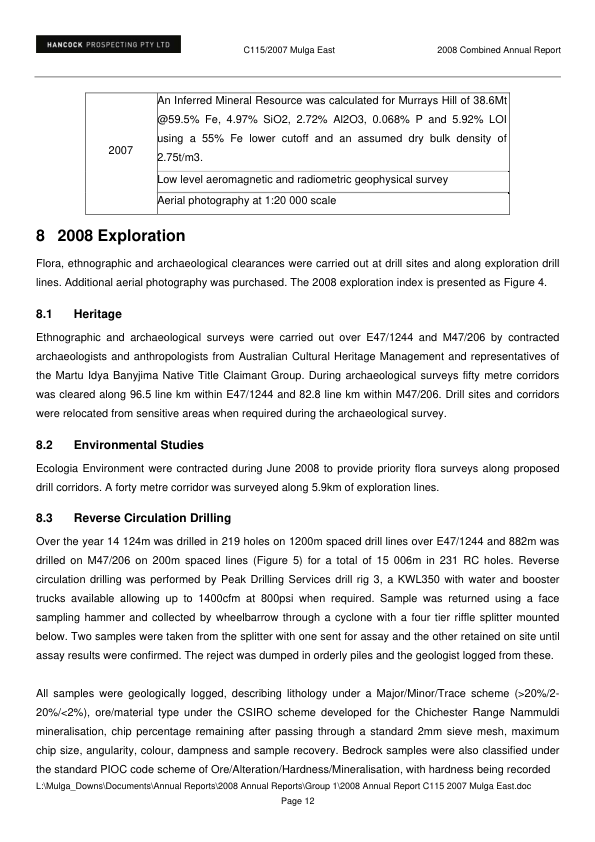 HANCOCK PROSPECTING PTY LTD
C115/2007 Mulga East
2008 Combined Annual Report
2007
An Inferred Mineral Resource was calculated for Murrays Hill of 38.6Mt
@59.5% Fe, 4.97% SiO2, 2.72% Al2O3, 0.068% P and 5.92% LOI
using a 55% Fe lower cutoff and an assumed dry bulk density of
2.75t/m3.
Low level aeromagnetic and radiometric geophysical survey
Aerial photography at 1:20 000 scale
8 2008 Exploration
Flora, ethnographic and archaeological clearances were carried out at drill sites and along exploration drill
lines. Additional aerial photography was purchased. The 2008 exploration index is presented as Figure 4.
8.1 Heritage
Ethnographic and archaeological surveys were carried out over E47/1244 and M47/206 by contracted
archaeologists and anthropologists from Australian Cultural Heritage Management and representatives of
the Martu Idya Banyjima Native Title Claimant Group. During archaeological surveys fifty metre corridors
was cleared along 96.5 line km within E47/1244 and 82.8 line km within M47/206. Drill sites and corridors
were relocated from sensitive areas when required during the archaeological survey.
8.2 Environmental Studies
Ecologia Environment were contracted during June 2008 to provide priority flora surveys along proposed
drill corridors. A forty metre corridor was surveyed along 5.9km of exploration lines.
8.3 Reverse Circulation Drilling
Over the year 14 124m was drilled in 219 holes on 1200m spaced drill lines over E47/1244 and 882m was
drilled on M47/206 on 200m spaced lines (Figure 5) for a total of 15 006m in 231 RC holes. Reverse
circulation drilling was performed by Peak Drilling Services drill rig 3, a KWL350 with water and booster
trucks available allowing up to 1400cfm at 800psi when required. Sample was returned using a face
sampling hammer and collected by wheelbarrow through a cyclone with a four tier riffle splitter mounted
below. Two samples were taken from the splitter with one sent for assay and the other retained on site until
assay results were confirmed. The reject was dumped in orderly piles and the geologist logged from these.
All samples were geologically logged, describing lithology under a Major/Minor/Trace scheme (>20%/2-
20%/<2%), ore/material type under the CSIRO scheme developed for the Chichester Range Nammuldi
mineralisation, chip percentage remaining after passing through a standard 2mm sieve mesh, maximum
chip size, angularity, colour, dampness and sample recovery. Bedrock samples were also classified under
the standard PIOC code scheme of Ore/Alteration/Hardness/Mineralisation, with hardness being recorded
L:\Mulga_Downs\Documents\Annual Reports\2008 Annual Reports\Group 1\2008 Annual Report C115 2007 Mulga East.doc
Page 12